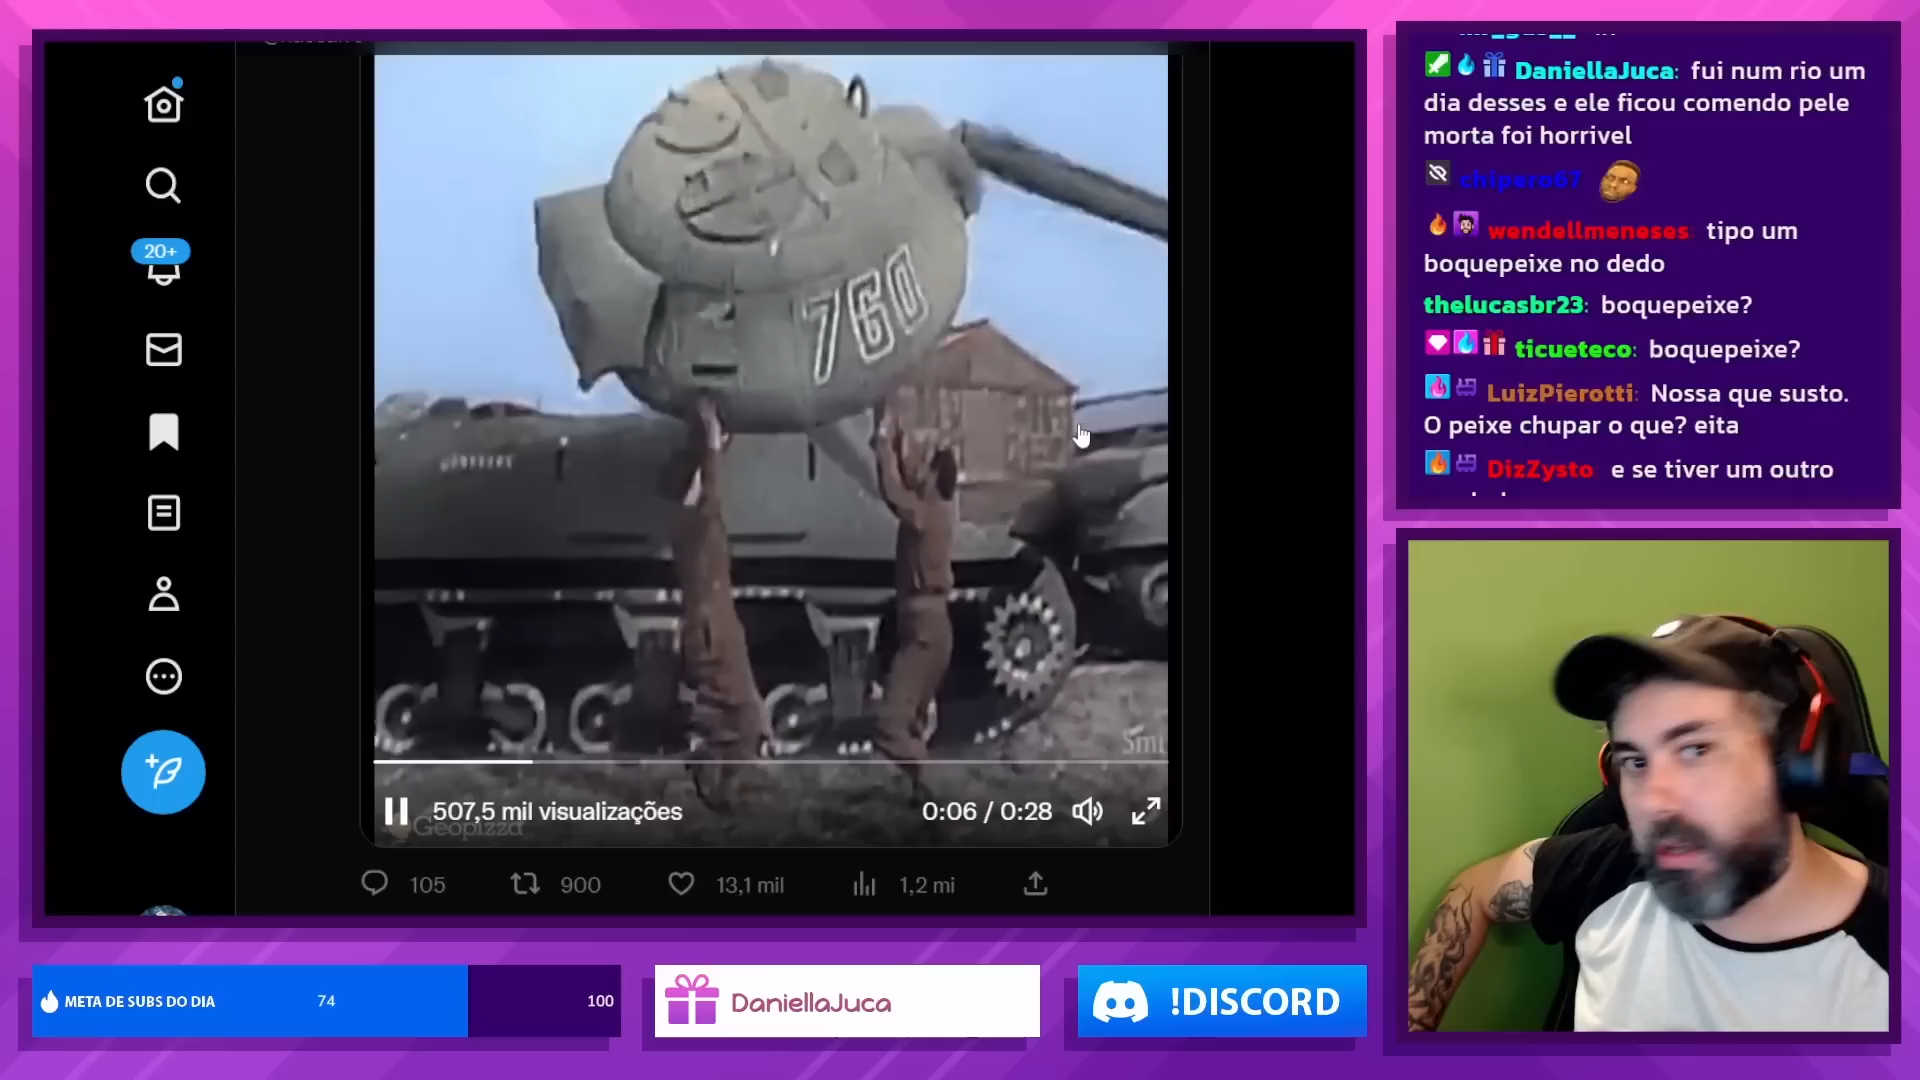 20+
760
Smi
507,5 mil visualizações
0:06 / 0:28
Geopizza
105
900
13,1 mil
1,2 mi
DaniellaJuca: fui num rio um
dia desses e ele ficou comendo pele
morta foi horrivel
chipero67
wendellmeneses: tipo um
boquepeixe no dedo
thelucasbr23: boquepeixe?
ticueteco: boquepeixe?
LuizPierotti: Nossa que susto.
O peixe chupar o que? eita
DizZysto: e se tiver um outro
META DE SUBS DO DIA 74 100
DaniellaJuca
!DISCORD